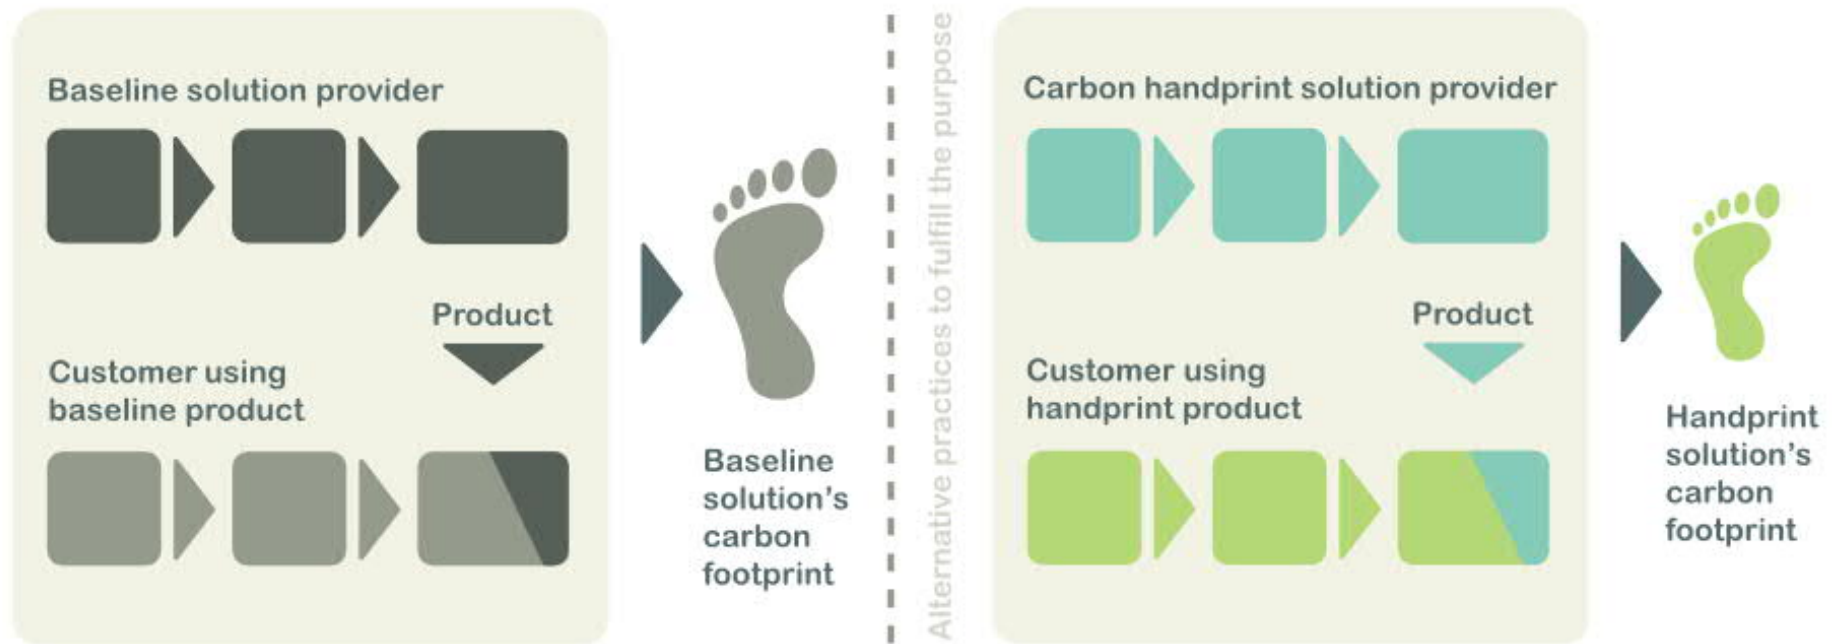 Baseline solution provider
Product
Customer using
baseline product
Baseline
solution's
carbon
footprint
Alternative practices to fulfill the purpose
Carbon handprint solution provider
Product
Customer using
handprint product
Handprint
solution's
carbon
footprint